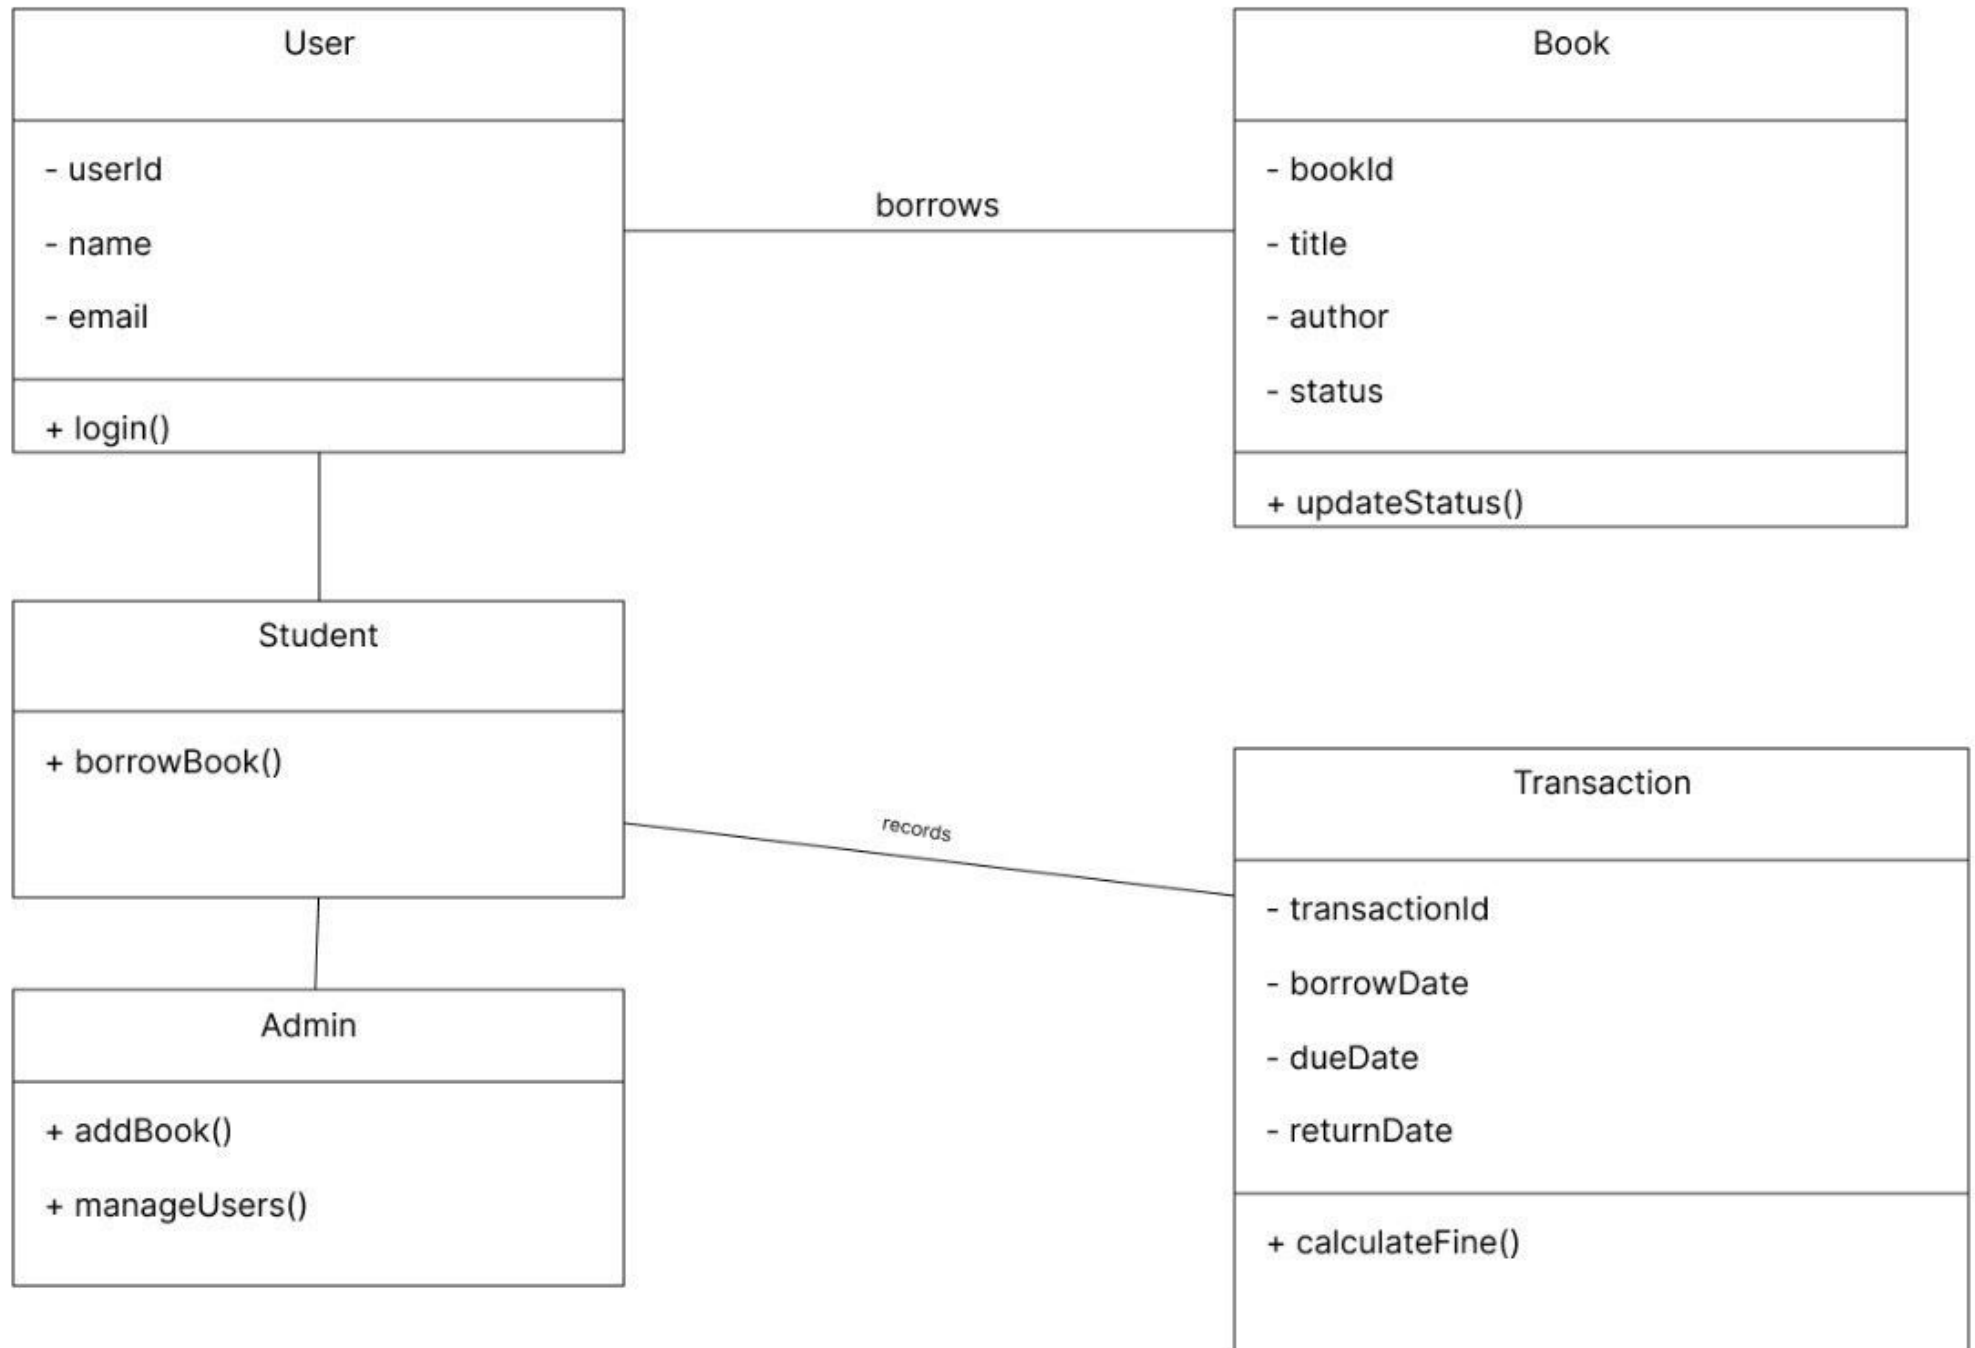 User
- userId
- name
- email
+ login()
borrows
Book
- bookId
- title
- author
- status
+ updateStatus()
Student
+ borrowBook()
records
Transaction
- transactionId
- borrowDate
- dueDate
- returnDate
+ calculateFine()
Admin
+ addBook()
+ manageUsers()